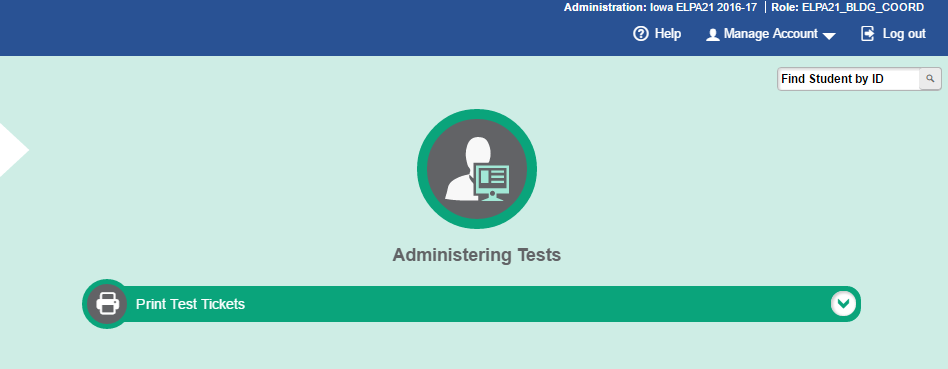 Administration: Iowa ELPA21 2016-17 | Role: ELPA21_BLDG_COORD
Help Manage Account Log out
Find Student by ID
Administering Tests
Print Test Tickets